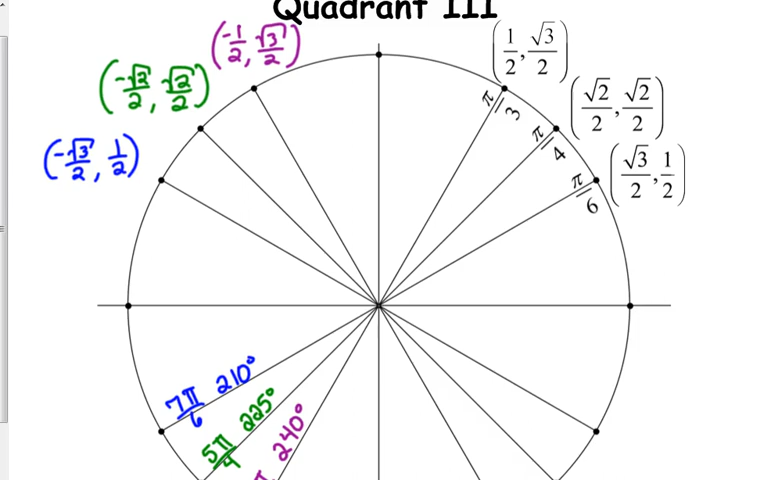 Quadrant III
(-1/2, √3/2)
(1/2, √3/2)
(-√2/2, √2/2)
(√2/2, √2/2)
(-√3/2, 1/2)
(√3/2, 1/2)
π/3
π/4
π/6
7π/6 210°
5π/4 225°
π 240°